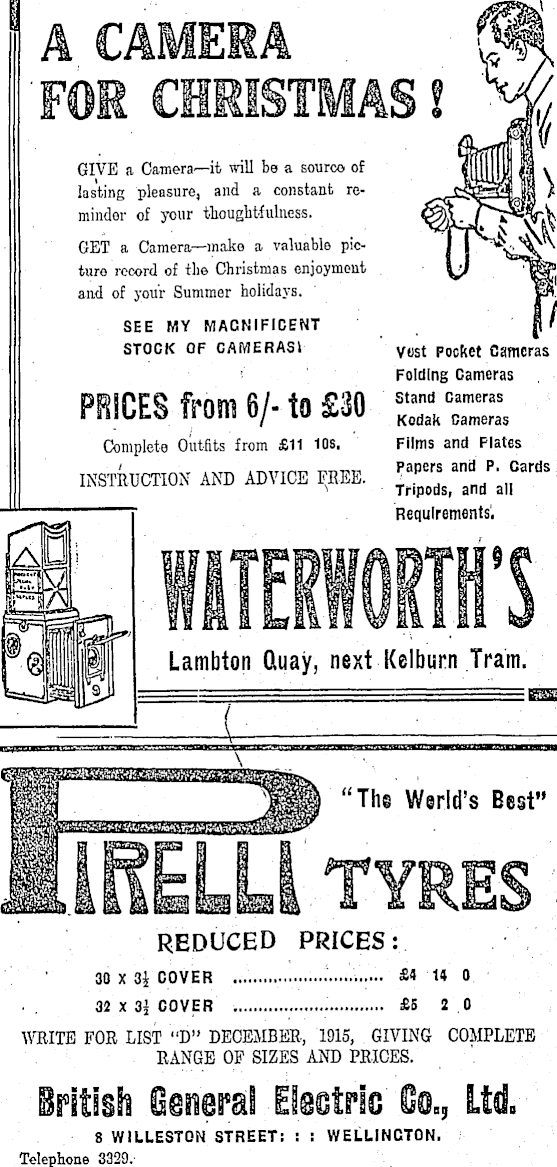 A CAMERA
FOR CHRISTMAS!
GIVE a Camera—it will be a source of
lasting pleasure, and a constant re-
minder of your thoughtfulness.
GET a Camera—make a valuable pic-
ture record of the Christmas enjoyment
and of your Summer holidays.
SEE MY MAGNIFICENT
STOCK OF CAMERAS!
PRICES from 6/- to £30
Complete Outfits from £11 10s.
INSTRUCTION AND ADVICE FREE.
Vest Pocket Cameras
Folding Cameras
Stand Cameras
Kodak Cameras
Films and Plates
Papers and P. Cards
Tripods, and all
Requirements.
WATERWORTH'S
Lambton Quay, next Kelburn Tram.
PIRELLI TYRES
"The World's Best"
REDUCED PRICES:
30 x 3½ COVER .............................. £4 14 0
32 x 3½ COVER .............................. £5 2 0
WRITE FOR LIST "D" DECEMBER, 1915, GIVING COMPLETE
RANGE OF SIZES AND PRICES.
British General Electric Co., Ltd.
8 WILLESTON STREET: : : WELLINGTON.
Telephone 3329.